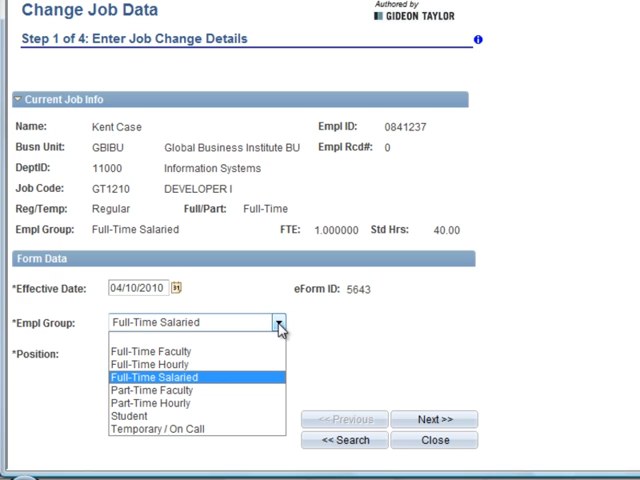 Change Job Data
Authored by
GIDEON TAYLOR
Step 1 of 4: Enter Job Change Details
i
Current Job Info
Name: Kent Case Empl ID: 0841237
Busn Unit: GBIBU Global Business Institute BU Empl Rcd#: 0
DeptID: 11000 Information Systems
Job Code: GT1210 DEVELOPER I
Reg/Temp: Regular Full/Part: Full-Time
Empl Group: Full-Time Salaried FTE: 1.000000 Std Hrs: 40.00
Form Data
*Effective Date: 04/10/2010 31 eForm ID: 5643
*Empl Group: Full-Time Salaried
*Position:
Full-Time Faculty
Full-Time Hourly
Full-Time Salaried
Part-Time Faculty
Part-Time Hourly
Student
Temporary / On Call
<< Previous Next >>
<< Search Close